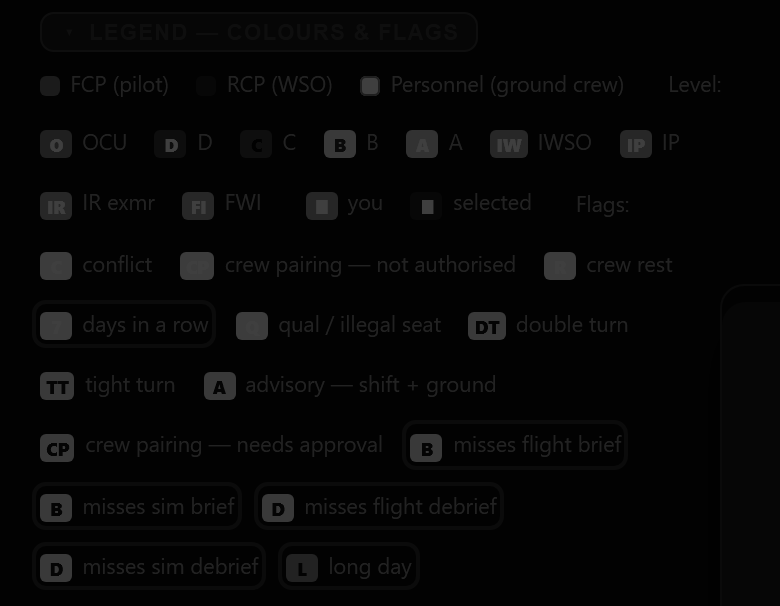 LEGEND — COLOURS & FLAGS
FCP (pilot) RCP (WSO) Personnel (ground crew) Level:
O OCU D D C C B B A A IW IWSO IP IP
IR IR exmr FI FWI you selected Flags:
C conflict CP crew pairing — not authorised crew rest
7 days in a row Q qual / illegal seat DT double turn
TT tight turn A advisory — shift + ground
CP crew pairing — needs approval B misses flight brief
B misses sim brief D misses flight debrief
D misses sim debrief L long day